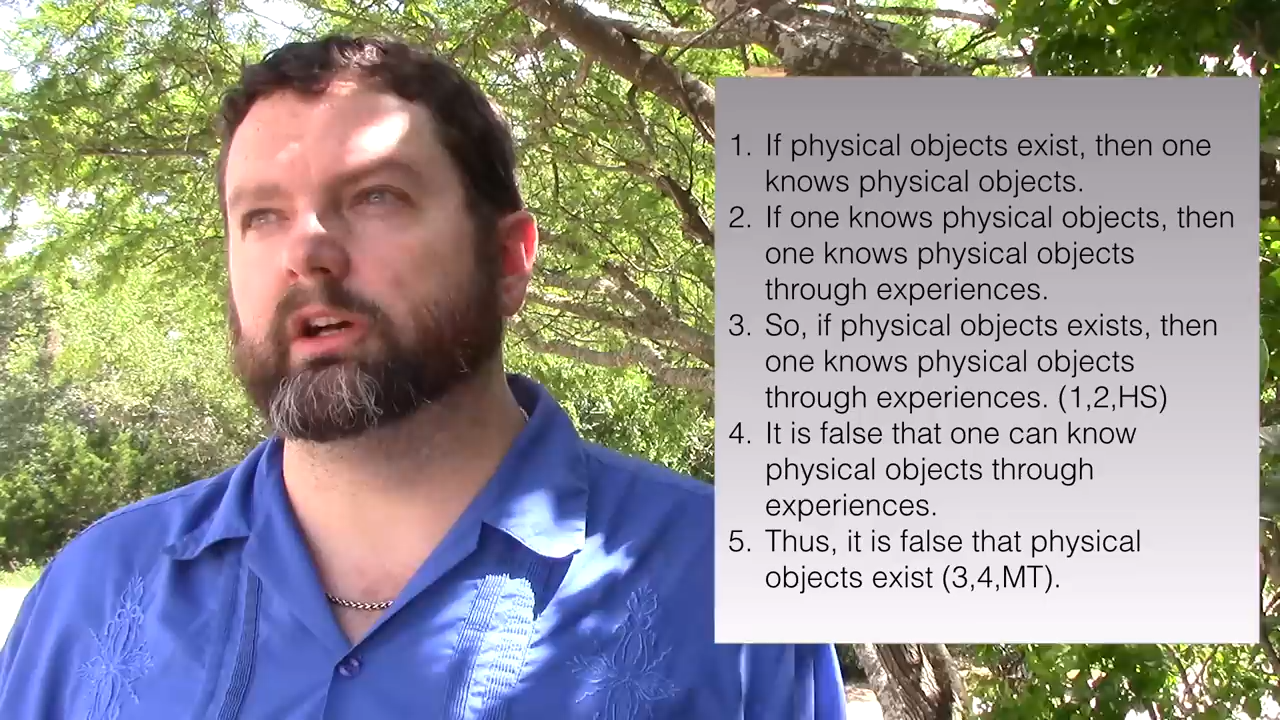 1. If physical objects exist, then one
knows physical objects.
2. If one knows physical objects, then
one knows physical objects
through experiences.
3. So, if physical objects exists, then
one knows physical objects
through experiences. (1,2,HS)
4. It is false that one can know
physical objects through
experiences.
5. Thus, it is false that physical
objects exist (3,4,MT).